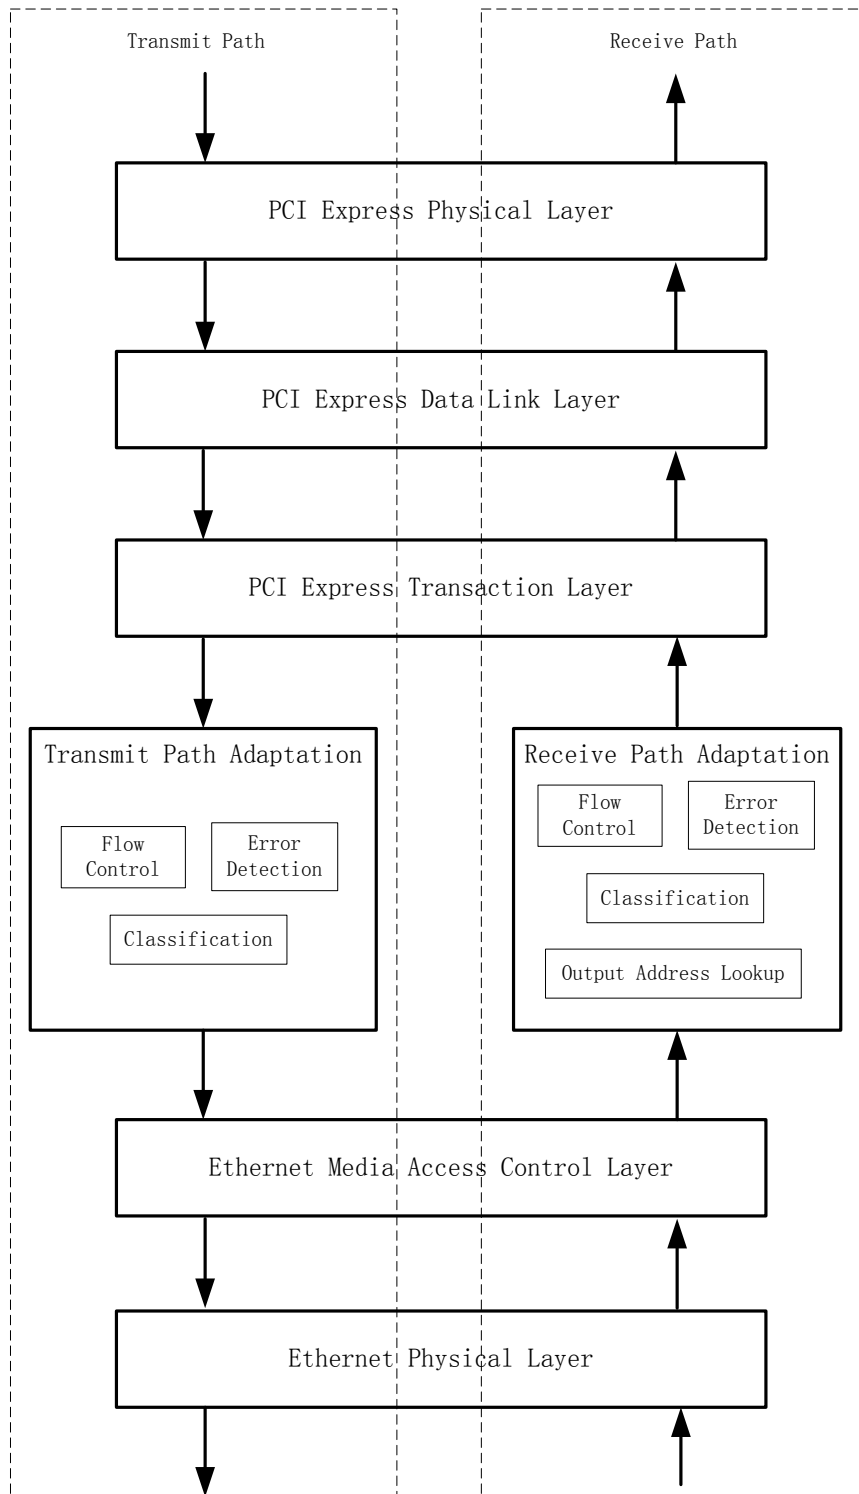 Transmit Path
Receive Path
PCI Express Physical Layer
PCI Express Data Link Layer
PCI Express Transaction Layer
Transmit Path Adaptation
Flow
Control
Error
Detection
Classification
Receive Path Adaptation
Flow
Control
Error
Detection
Classification
Output Address Lookup
Ethernet Media Access Control Layer
Ethernet Physical Layer